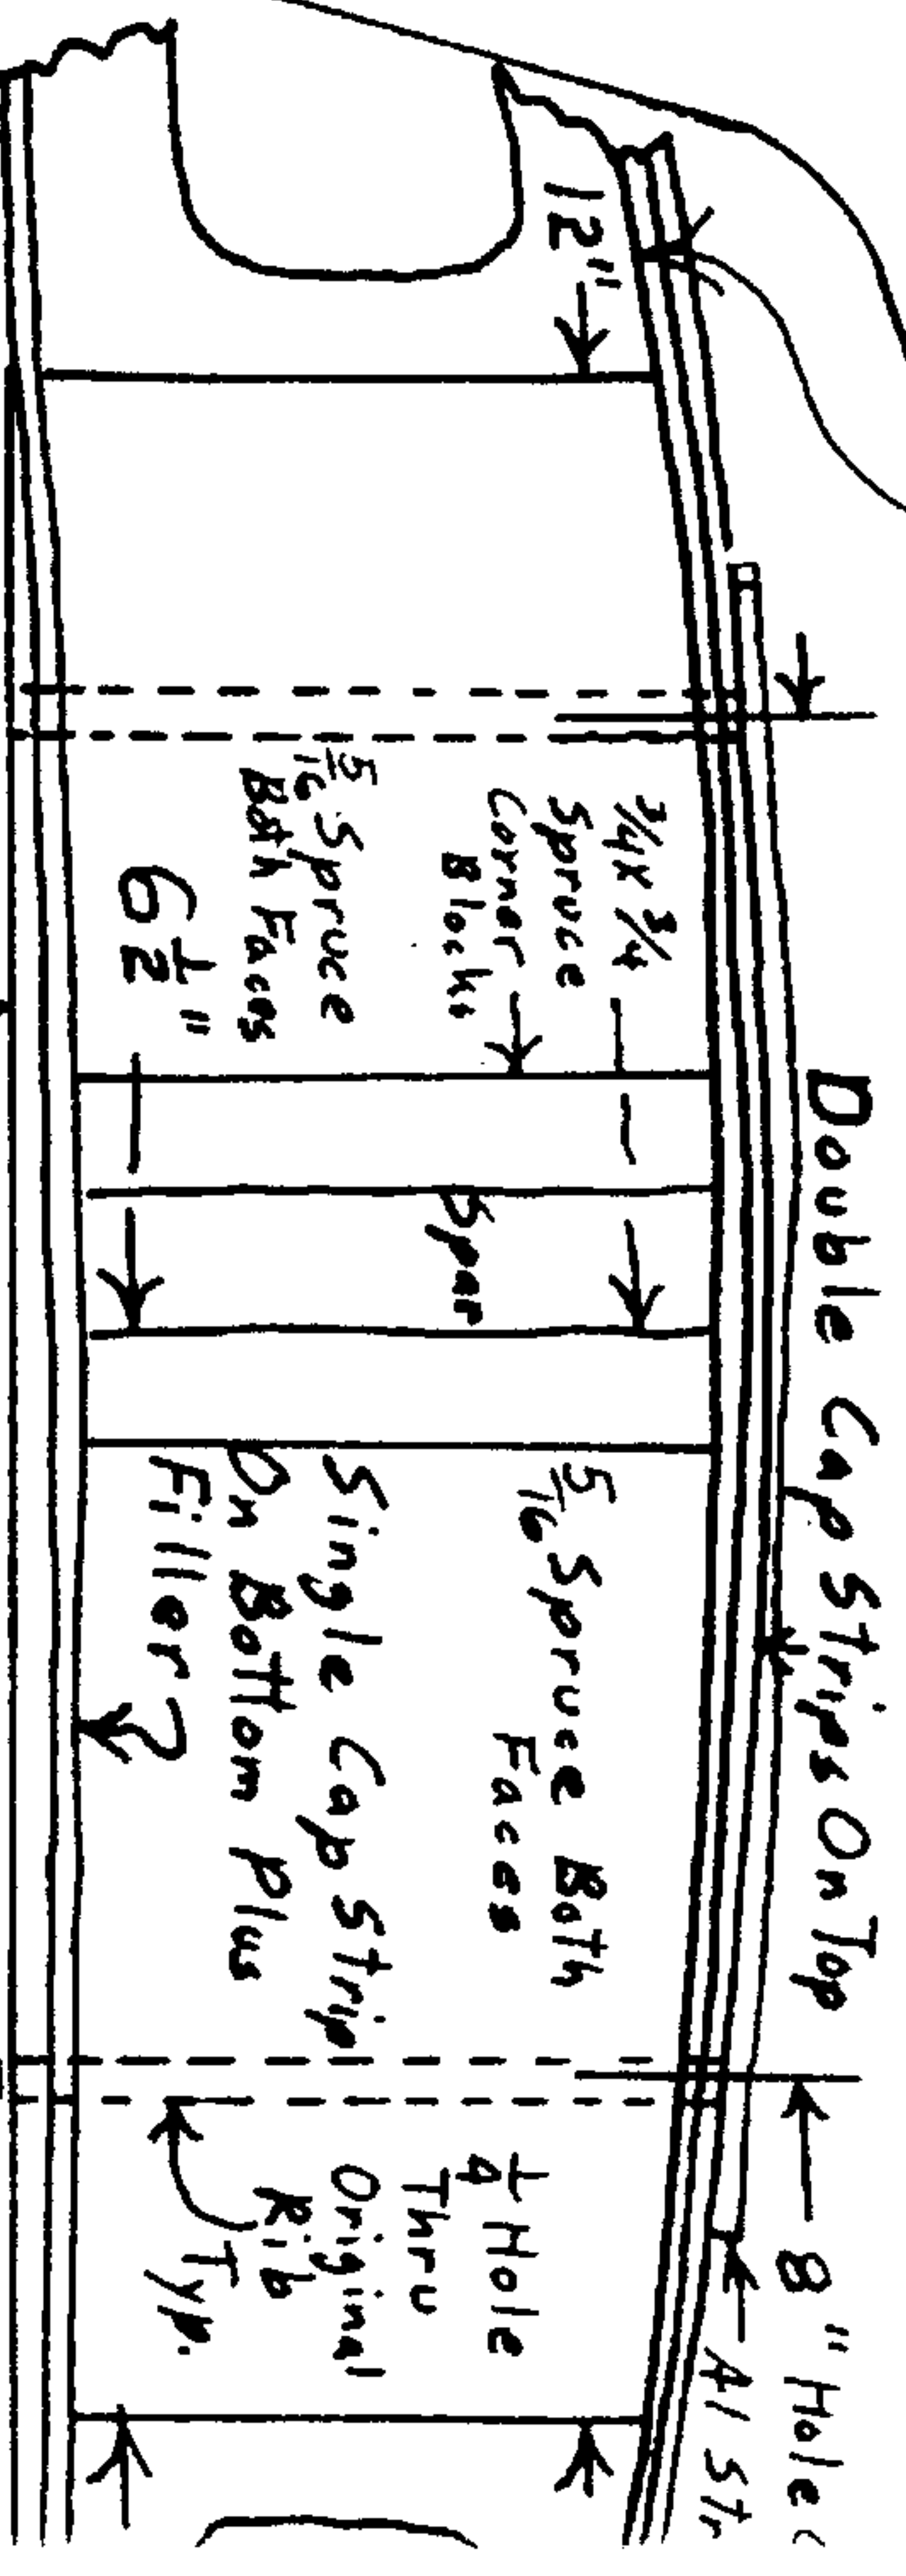 Double Cap Strips On Top
8" Hole
Al Str
12"
3/4 x 3/4
Spruce
Corner
Blocks
5/16 Spruce
Both Faces
6 1/2"
Spar
5/16 Spruce Both
Faces
Single Cap Strip
On Bottom Plus
Filler
1/4 Hole
Thru
Original
Rib
Typ.